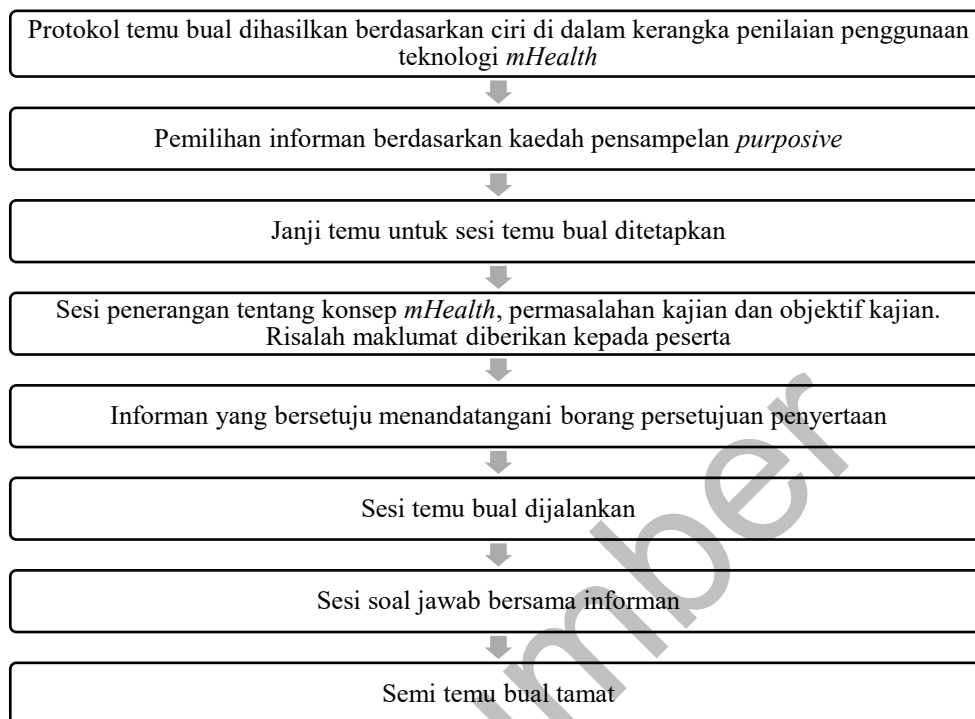 Protokol temu bual dihasilkan berdasarkan ciri di dalam kerangka penilaian penggunaan
teknologi mHealth
Pemilihan informan berdasarkan kaedah pensampelan purposive
Janji temu untuk sesi temu bual ditetapkan
Sesi penerangan tentang konsep mHealth, permasalahan kajian dan objektif kajian.
Risalah maklumat diberikan kepada peserta
Informan yang bersetuju menandatangani borang persetujuan penyertaan
Sesi temu bual dijalankan
Sesi soal jawab bersama informan
Semi temu bual tamat